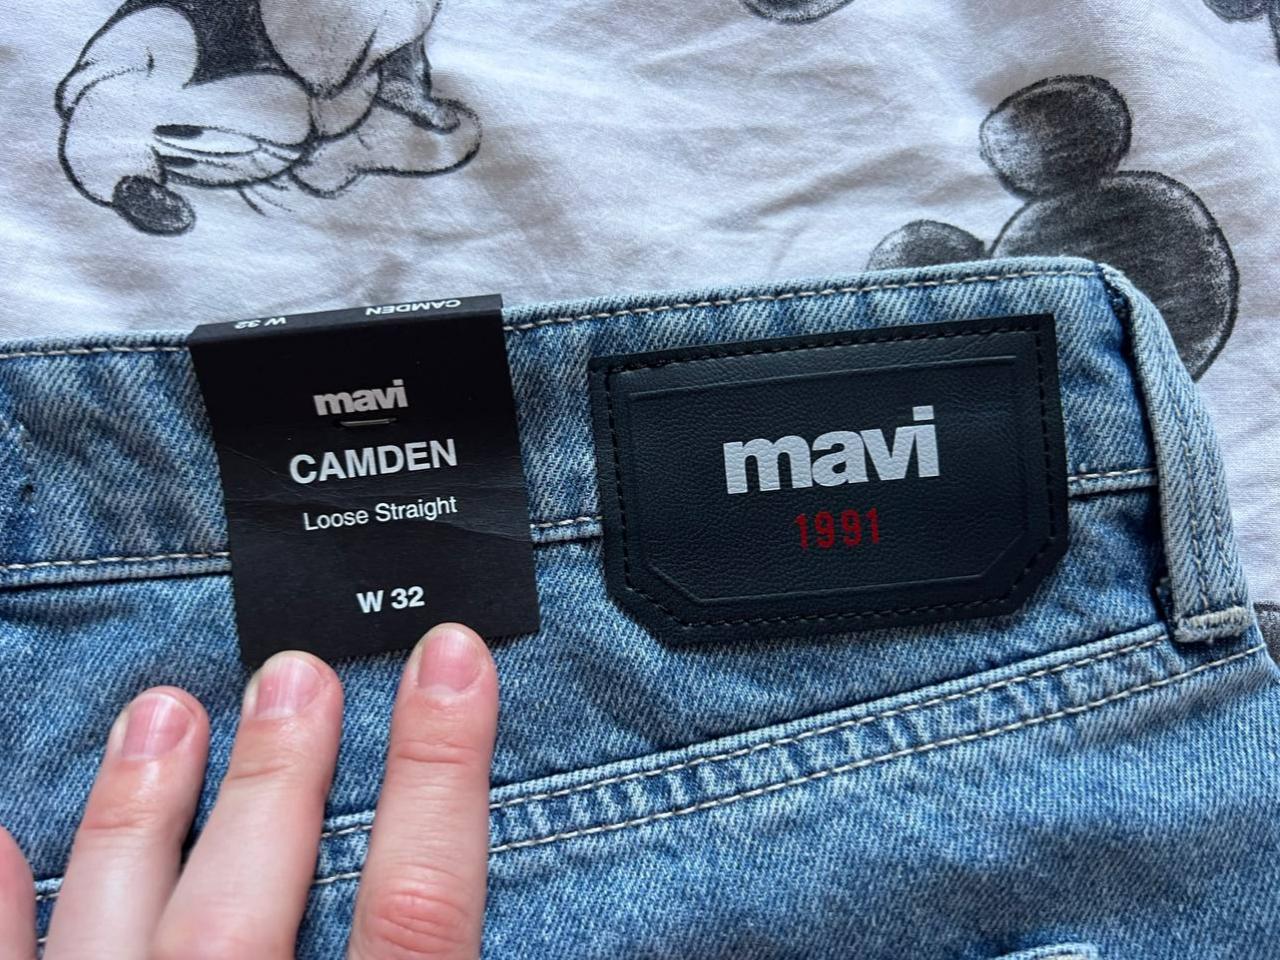 W 32 CAMDEN
mavi
CAMDEN
Loose Straight
W 32
mavi
1991